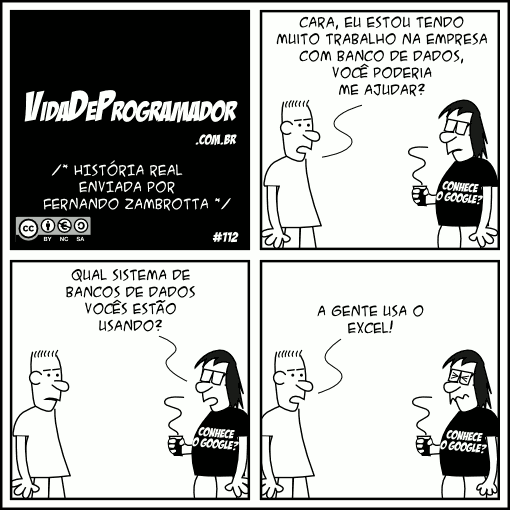 VIDADEPROGRAMADOR
.COM.BR
/* HISTÓRIA REAL
ENVIADA POR
FERNANDO ZAMBROTTA */
cc
BY NC SA
#112
CARA, EU ESTOU TENDO
MUITO TRABALHO NA EMPRESA
COM BANCO DE DADOS,
VOCÊ PODERIA
ME AJUDAR?
CONHECE
O GOOGLE?
QUAL SISTEMA DE
BANCOS DE DADOS
VOCÊS ESTÃO
USANDO?
CONHECE
O GOOGLE?
A GENTE USA O
EXCEL!
CONHECE
O GOOGLE?